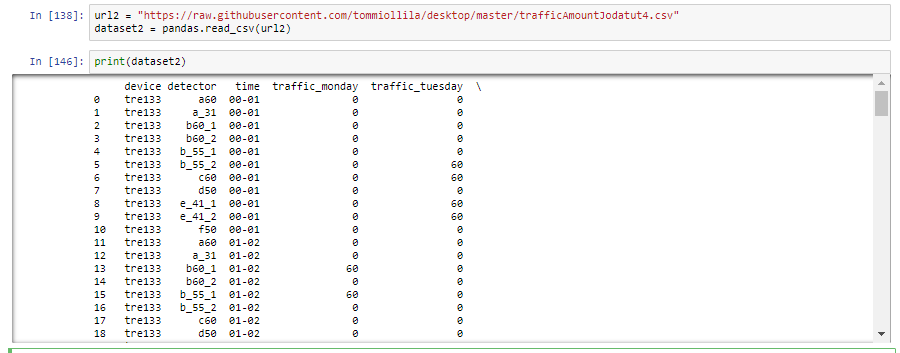 In [138]: url2 = "https://raw.githubusercontent.com/tommiollila/desktop/master/trafficAmountJodatut4.csv"
dataset2 = pandas.read_csv(url2)
In [146]: print(dataset2)
device detector time traffic_monday traffic_tuesday \
0 tre133 a60 00-01 0 0
1 tre133 a_31 00-01 0 0
2 tre133 b60_1 00-01 0 0
3 tre133 b60_2 00-01 0 0
4 tre133 b_55_1 00-01 0 0
5 tre133 b_55_2 00-01 0 60
6 tre133 c60 00-01 0 60
7 tre133 d50 00-01 0 0
8 tre133 e_41_1 00-01 0 60
9 tre133 e_41_2 00-01 0 60
10 tre133 f50 00-01 0 0
11 tre133 a60 01-02 0 0
12 tre133 a_31 01-02 0 0
13 tre133 b60_1 01-02 60 0
14 tre133 b60_2 01-02 0 0
15 tre133 b_55_1 01-02 60 0
16 tre133 b_55_2 01-02 0 0
17 tre133 c60 01-02 0 0
18 tre133 d50 01-02 0 0